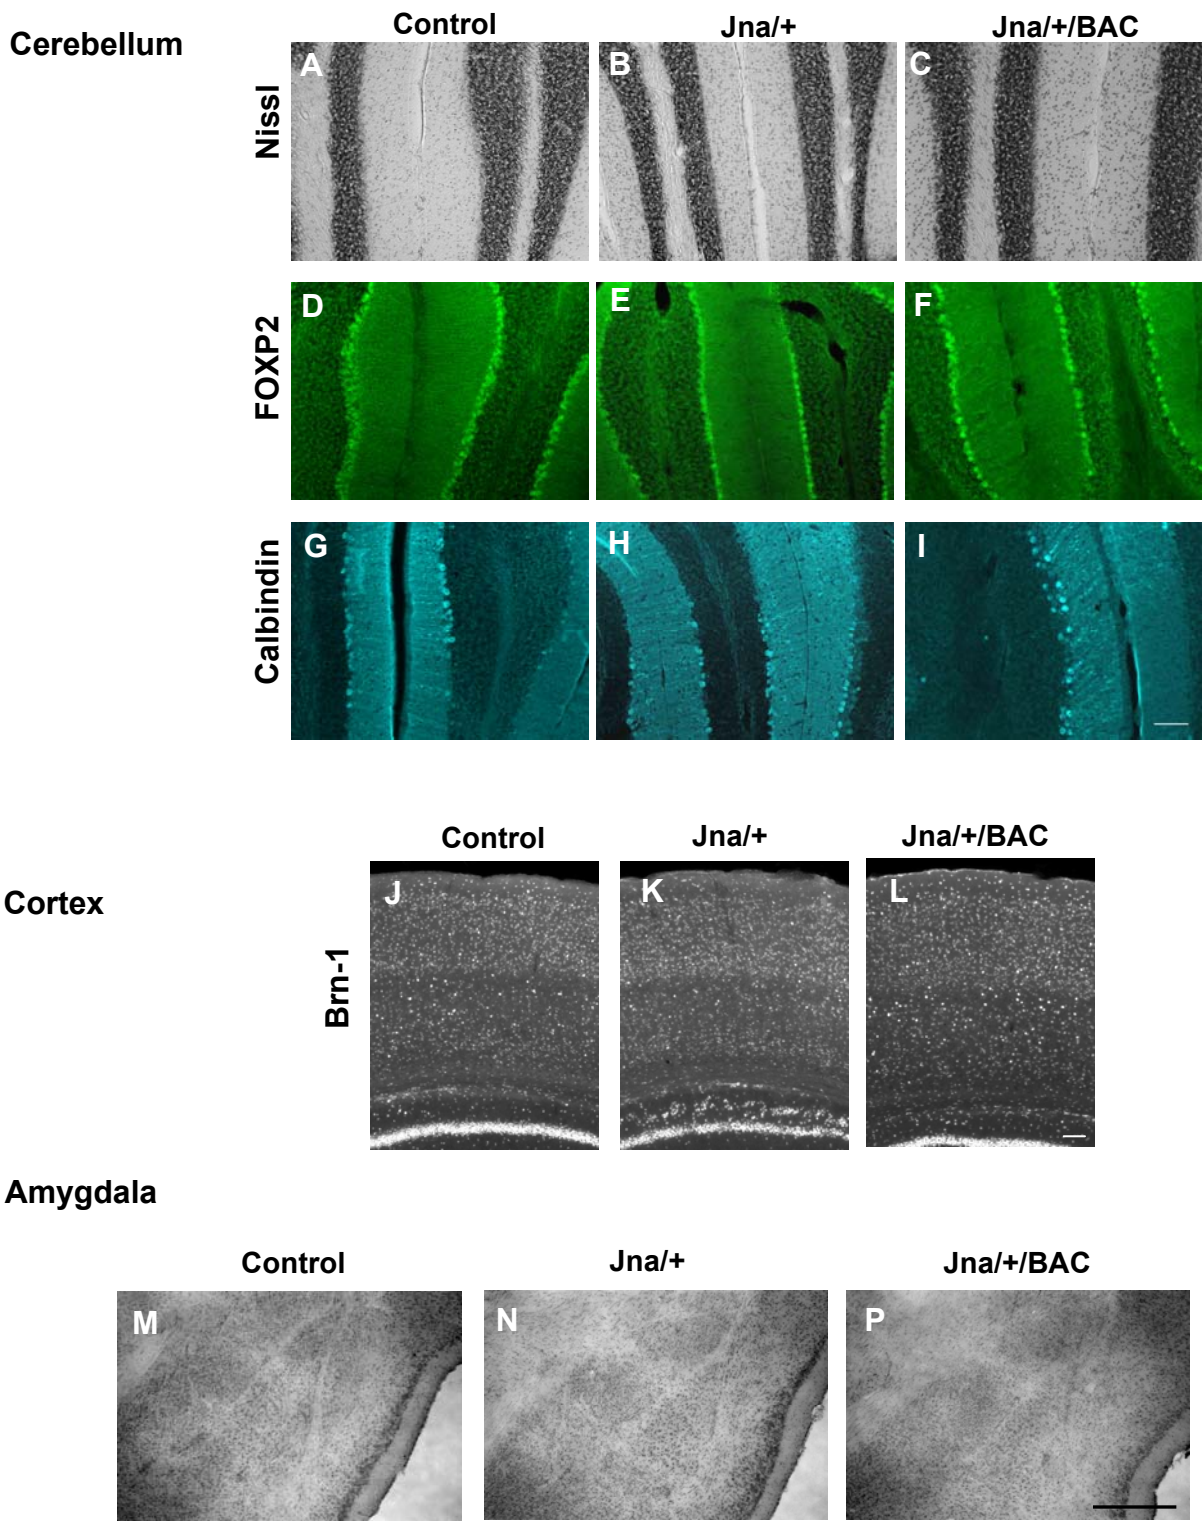 Cerebellum
Control Jna/+ Jna/+/BAC
Nissl
A B C
FOXP2
D E F
Calbindin
G H I
Control Jna/+ Jna/+/BAC
Cortex
Brn-1
J K L
Amygdala
Control Jna/+ Jna/+/BAC
M N P